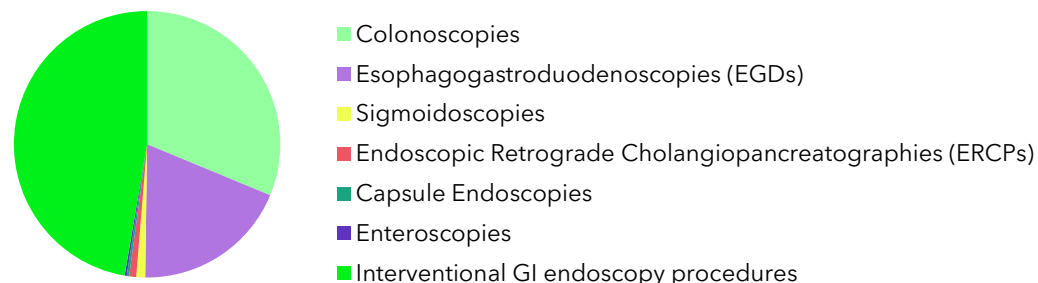 Colonoscopies
Esophagogastroduodenoscopies (EGDs)
Sigmoidoscopies
Endoscopic Retrograde Cholangiopancreatographies (ERCPs)
Capsule Endoscopies
Enteroscopies
Interventional GI endoscopy procedures